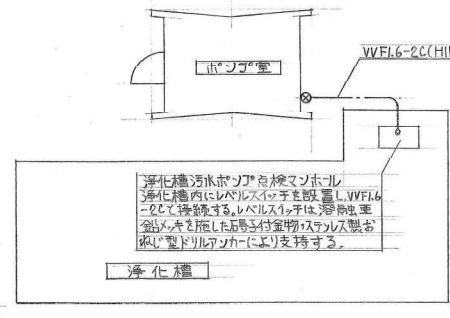 VVF1.6-2C(HI
ポンプ室
浄化槽汚水ポンプ点検マンホール
浄化槽内にレベルスイッチを設置し、VVF1.6
-2Cで接続する。レベルスイッチは溶融亜
鉛メッキを施した碍子付金物、ステンレス製お
ねじ型ドリルアンカーにより支持する。
浄化槽